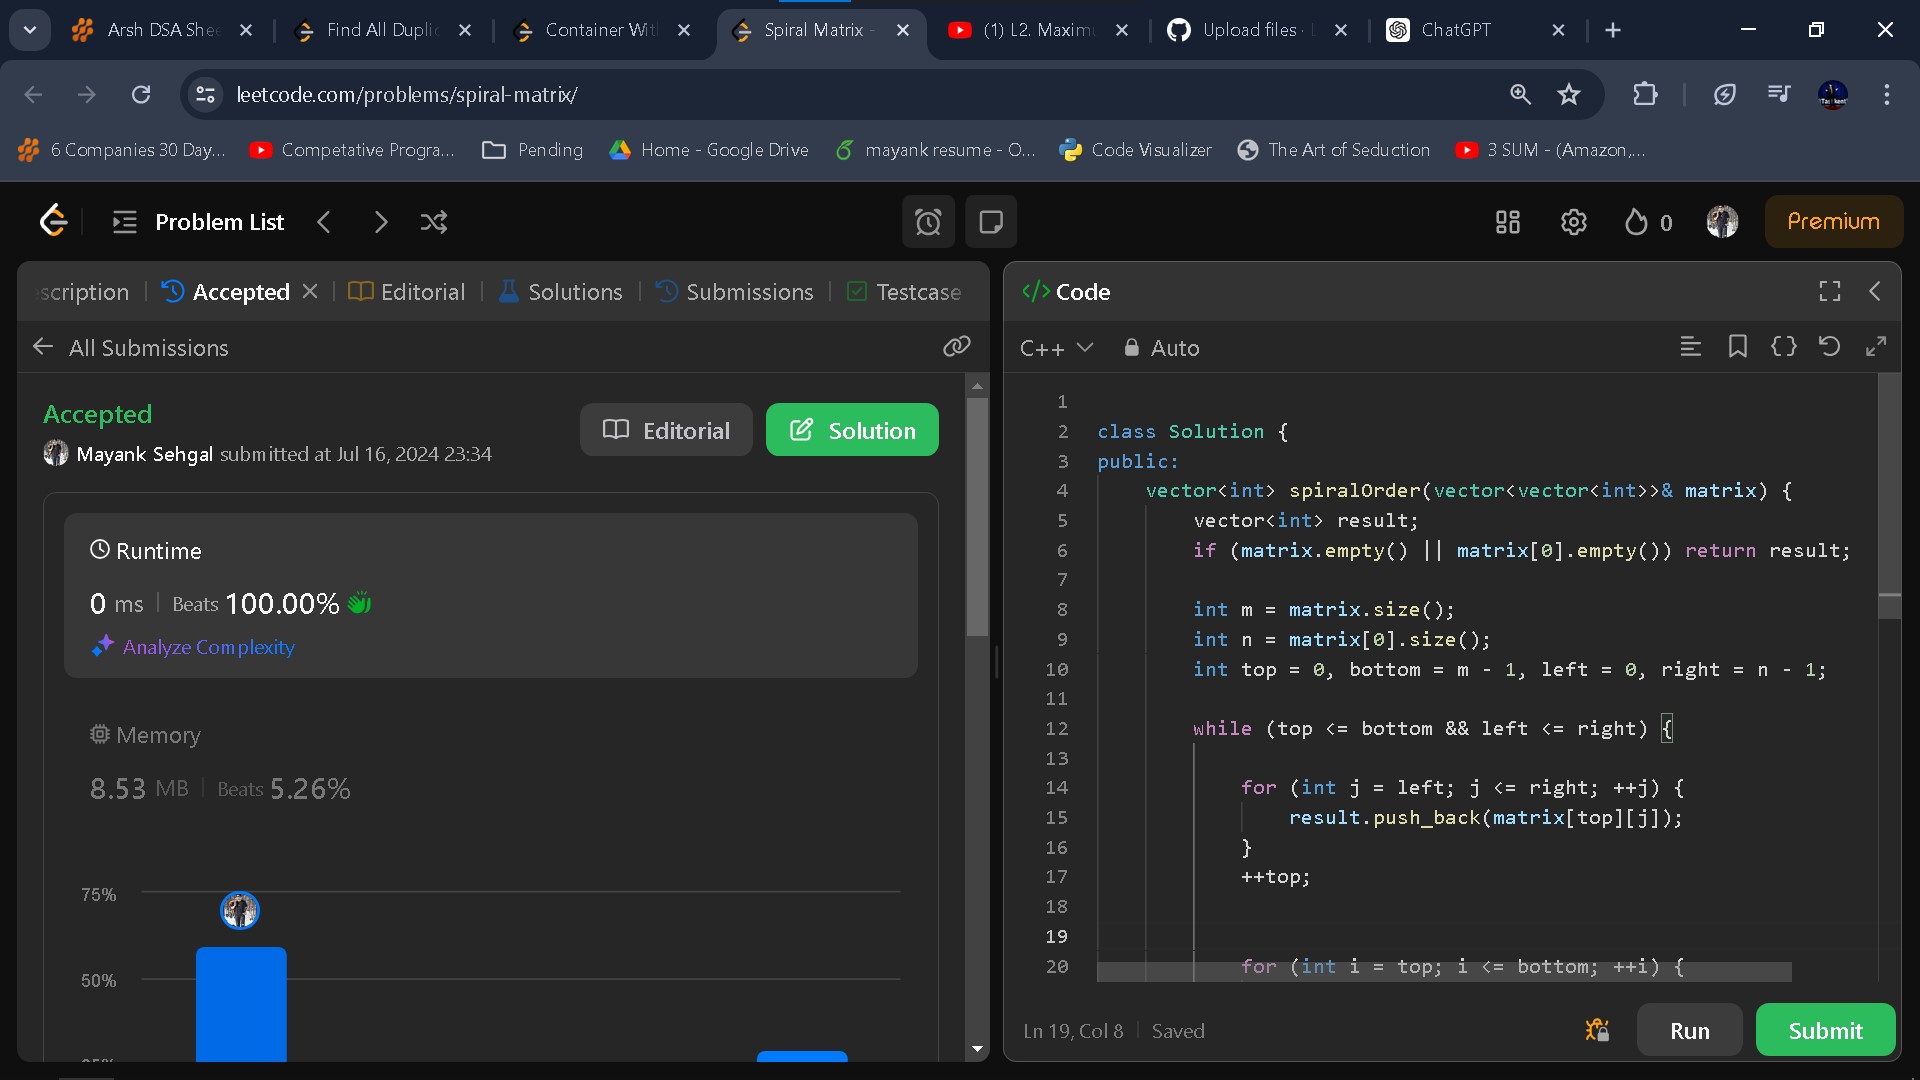 Arsh DSA Shee
Find All Duplic
Container Wit
Spiral Matrix -
(1) L2. Maximu
Upload files ·
ChatGPT
leetcode.com/problems/spiral-matrix/
6 Companies 30 Day...
Competative Progra...
Pending
Home - Google Drive
mayank resume - O...
Code Visualizer
The Art of Seduction
3 SUM - (Amazon,...
Problem List
0
Premium
scription
Accepted
Editorial
Solutions
Submissions
Testcase
All Submissions
Accepted
Mayank Sehgal submitted at Jul 16, 2024 23:34
Editorial
Solution
Runtime
0 ms | Beats 100.00%
Analyze Complexity
Memory
8.53 MB | Beats 5.26%
75%
50%
</> Code
C++
Auto
1
2 class Solution {
3 public:
4 vector<int> spiralOrder(vector<vector<int>>& matrix) {
5 vector<int> result;
6 if (matrix.empty() || matrix[0].empty()) return result;
7
8 int m = matrix.size();
9 int n = matrix[0].size();
10 int top = 0, bottom = m - 1, left = 0, right = n - 1;
11
12 while (top <= bottom && left <= right) {
13
14 for (int j = left; j <= right; ++j) {
15 result.push_back(matrix[top][j]);
16 }
17 ++top;
18
19
20 for (int i = top; i <= bottom; ++i) {
Ln 19, Col 8
Saved
Run
Submit